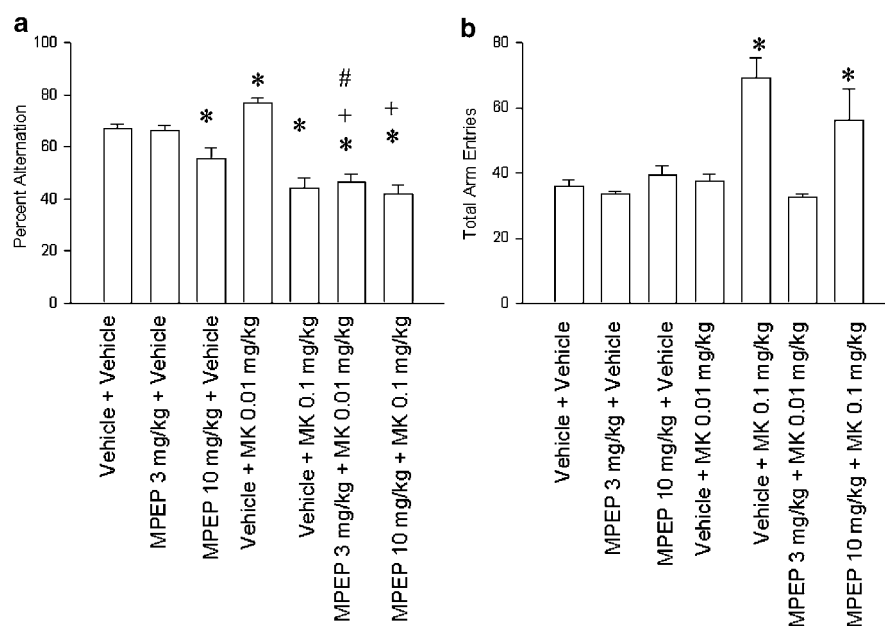 a
100
80
60
40
20
0
Percent Alternation
*
*
*
#
+
*
+
*
Vehicle + Vehicle
MPEP 3 mg/kg + Vehicle
MPEP 10 mg/kg + Vehicle
Vehicle + MK 0.01 mg/kg
Vehicle + MK 0.1 mg/kg
MPEP 3 mg/kg + MK 0.01 mg/kg
MPEP 10 mg/kg + MK 0.1 mg/kg
b
80
60
40
20
0
Total Arm Entries
*
*
Vehicle + Vehicle
MPEP 3 mg/kg + Vehicle
MPEP 10 mg/kg + Vehicle
Vehicle + MK 0.01 mg/kg
Vehicle + MK 0.1 mg/kg
MPEP 3 mg/kg + MK 0.01 mg/kg
MPEP 10 mg/kg + MK 0.1 mg/kg